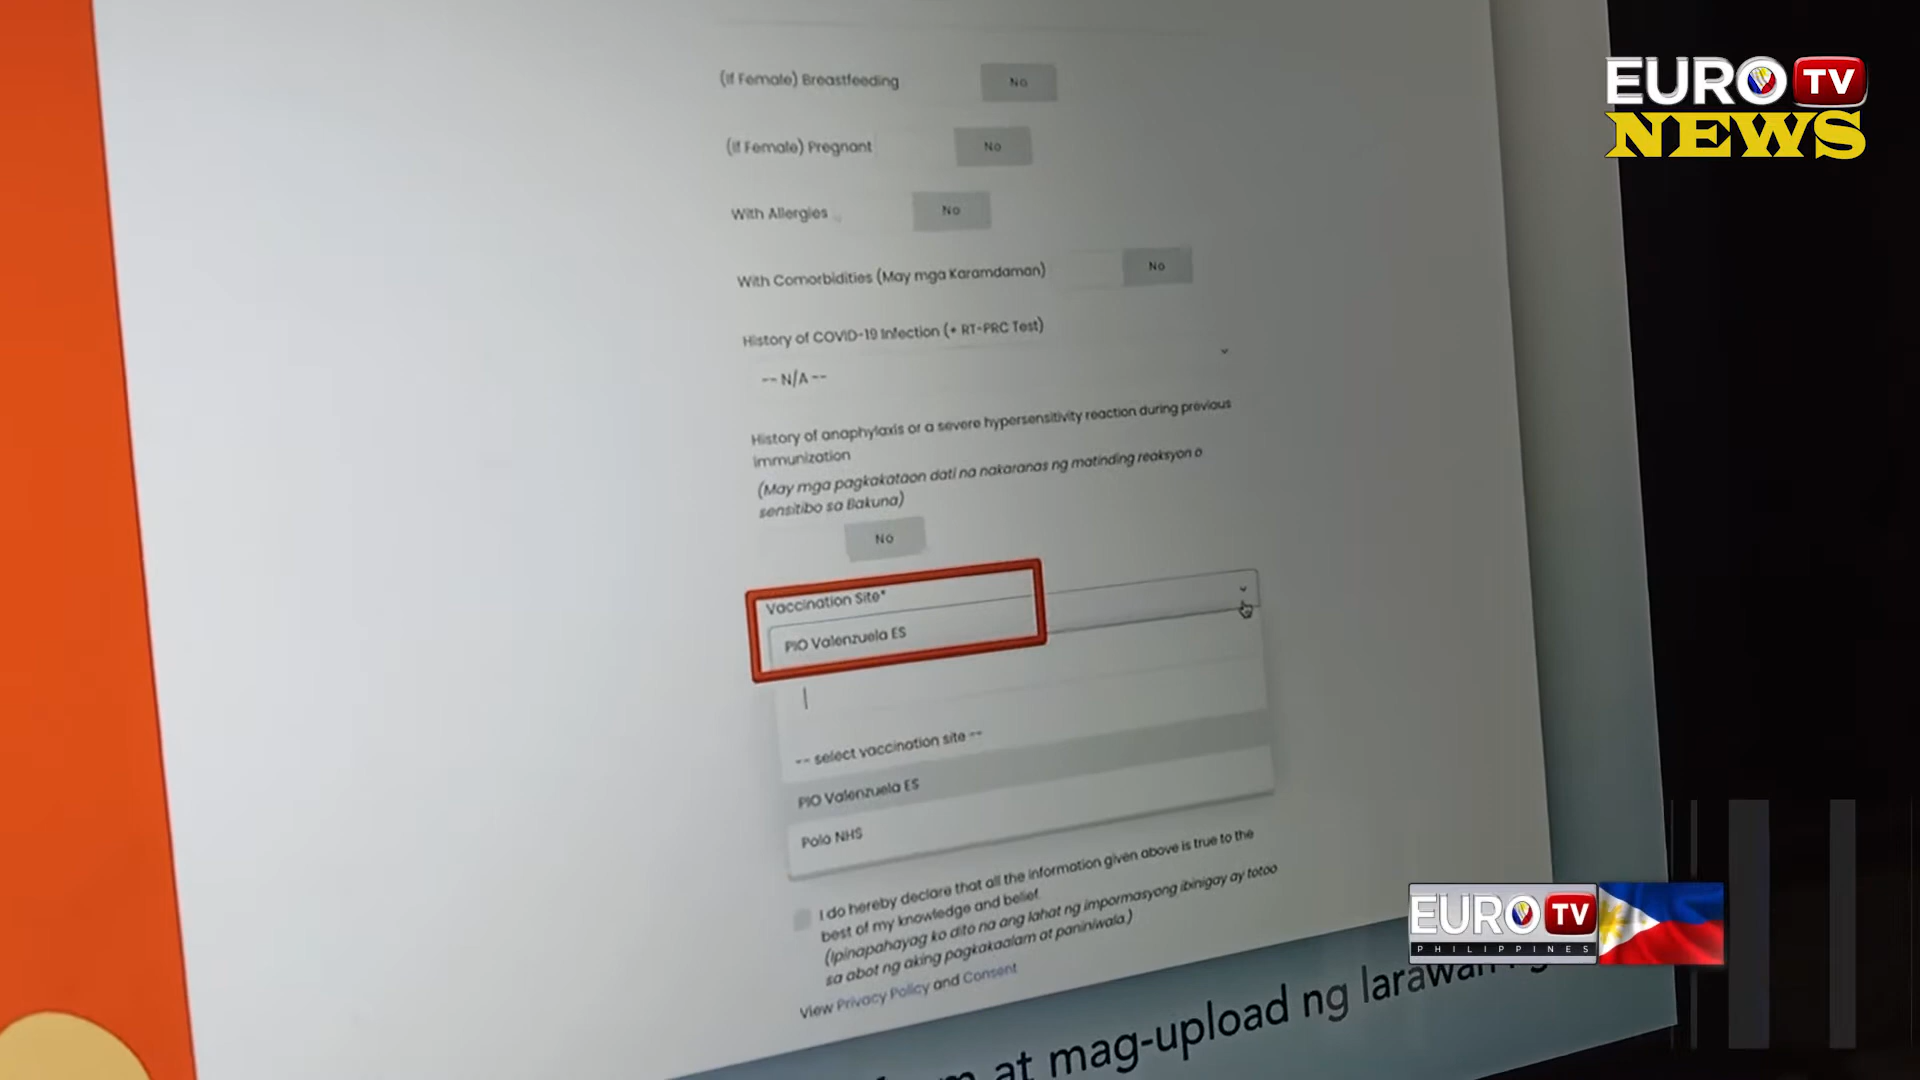 EURO TV
NEWS
(If Female) Breastfeeding No
(If Female) Pregnant No
With Allergies No
With Comorbidities (May mga Karamdaman) No
History of COVID-19 Infection (+ RT-PRC Test)
-- N/A --
History of anaphylaxis or a severe hypersensitivity reaction during previous
immunization
(May mga pagkakataon dati na nakaranas ng matinding reaksyon o
sensitibo sa Bakuna)
No
Vaccination Site*
PIO Valenzuela ES
-- select vaccination site --
PIO Valenzuela ES
Polo NHS
I do hereby declare that all the information given above is true to the
best of my knowledge and belief.
(Ipinapahayag ko dito na ang lahat ng impormasyong ibinigay ay totoo
sa abot ng aking pagkakaalam at paniniwala.)
View Privacy Policy and Consent
EURO TV
PHILIPPINES
at mag-upload ng larawan